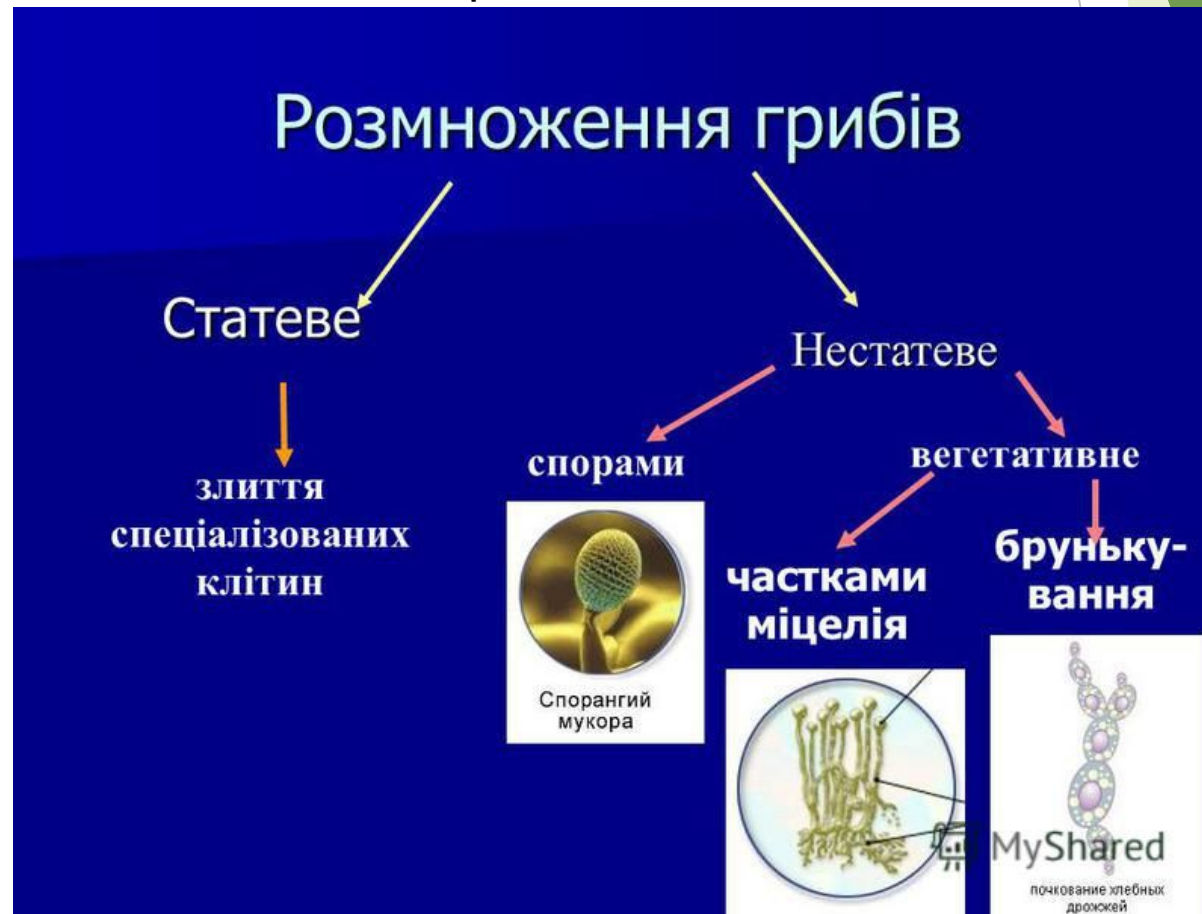 Розмноження грибів
Статеве
Нестатеве
злиття
спеціалізованих
клітин
спорами
вегетативне
частками
міцелія
бруньку-
вання
Спорангий
мукора
MyShared
почкование хлебных
дрожжей